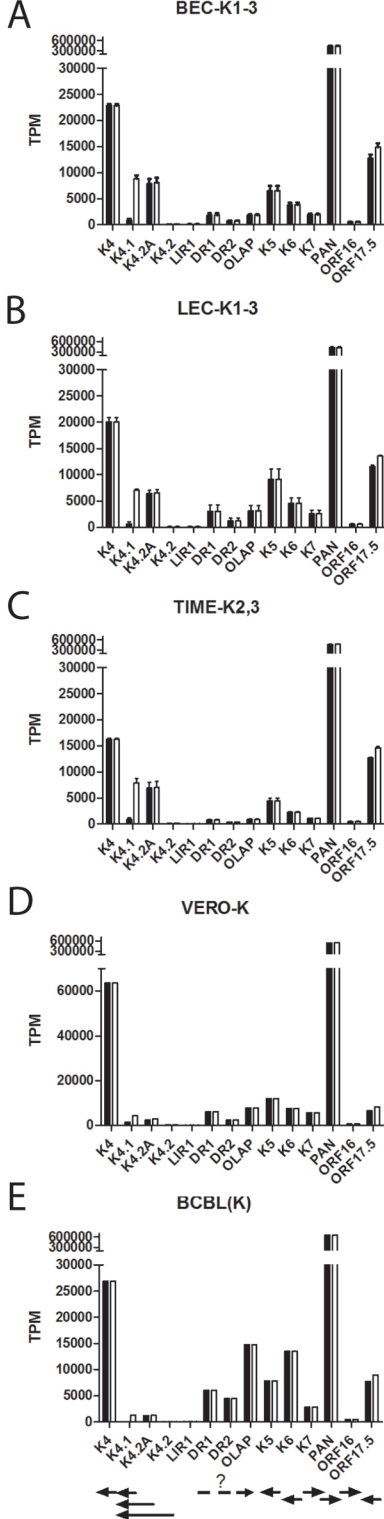 A
BEC-K1-3
600000
300000
30000
25000
20000
15000
10000
5000
0
TPM
K4 K4.1 K4.2A K4.2 LIR1 DR1 DR2 OLAP K5 K6 K7 PAN ORF16 ORF17.5
B
LEC-K1-3
600000
300000
30000
25000
20000
15000
10000
5000
0
TPM
K4 K4.1 K4.2A K4.2 LIR1 DR1 DR2 OLAP K5 K6 K7 PAN ORF16 ORF17.5
C
TIME-K2,3
600000
300000
30000
25000
20000
15000
10000
5000
0
TPM
K4 K4.1 K4.2A K4.2 LIR1 DR1 DR2 OLAP K5 K6 K7 PAN ORF16 ORF17.5
D
VERO-K
600000
300000
60000
40000
20000
0
TPM
K4 K4.1 K4.2A K4.2 LIR1 DR1 DR2 OLAP K5 K6 K7 PAN ORF16 ORF17.5
E
BCBL(K)
600000
300000
30000
25000
20000
15000
10000
5000
0
TPM
K4 K4.1 K4.2A K4.2 LIR1 DR1 DR2 OLAP K5 K6 K7 PAN ORF16 ORF17.5
?